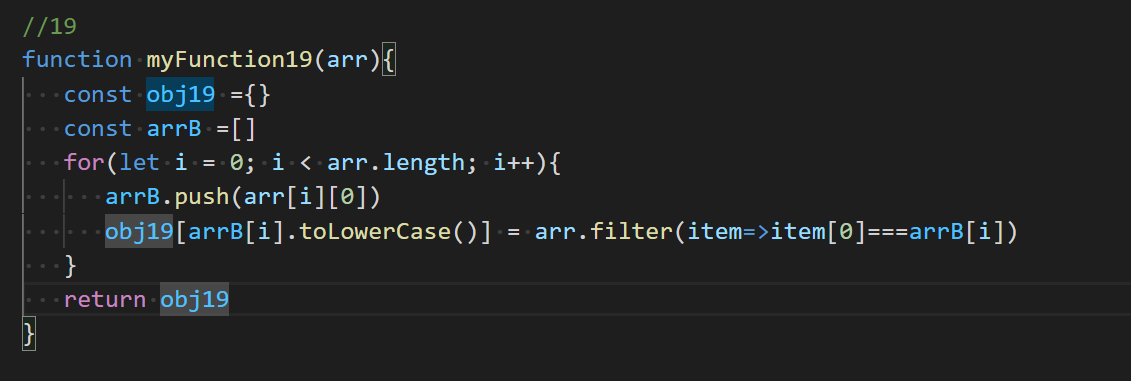 //19
function myFunction19(arr){
    const obj19 ={}
    const arrB =[]
    for(let i = 0; i < arr.length; i++){
        arrB.push(arr[i][0])
        obj19[arrB[i].toLowerCase()] = arr.filter(item=>item[0]===arrB[i])
    }
    return obj19
}